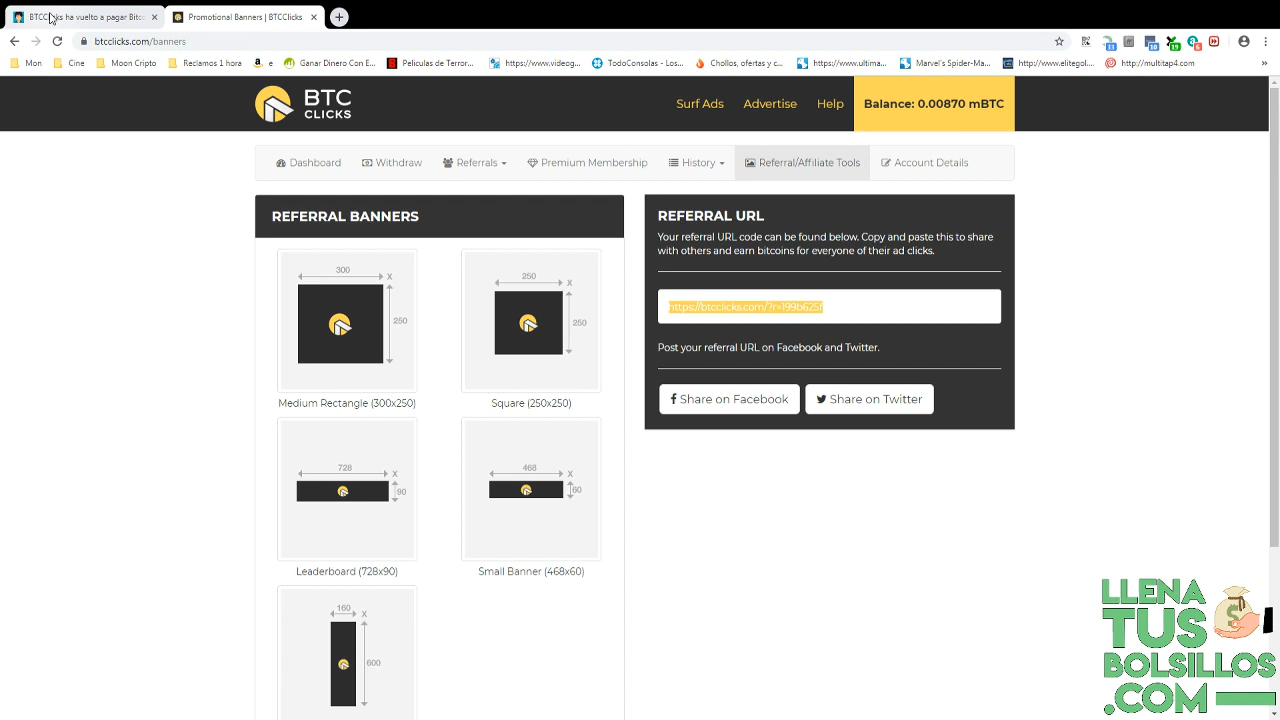 BTCClicks ha vuelto a pagar Bitco
Promotional Banners | BTCClicks
btcclicks.com/banners
Mon
Cine
Moon Cripto
Reclamos 1 hora
e
Ganar Dinero Con E...
Peliculas de Terror...
https://www.videog...
TodoConsolas - Los...
Chollos, ofertas y c...
https://www.ultima...
Marvel's Spider-Ma...
http://www.elitegol...
http://multitap4.com
»
33
10
19
6
BTC
CLICKS
Surf Ads
Advertise
Help
Balance: 0.00870 mBTC
Dashboard
Withdraw
Referrals
Premium Membership
History
Referral/Affiliate Tools
Account Details
REFERRAL BANNERS
300
X
250
Medium Rectangle (300x250)
250
X
250
Square (250x250)
728
X
90
Leaderboard (728x90)
468
X
60
Small Banner (468x60)
160
X
600
REFERRAL URL
Your referral URL code can be found below. Copy and paste this to share
with others and earn bitcoins for everyone of their ad clicks.
https://btcclicks.com/?r=199b625f
Post your referral URL on Facebook and Twitter.
Share on Facebook
Share on Twitter
LLENA
TUS
BOLSILLOS
.COM